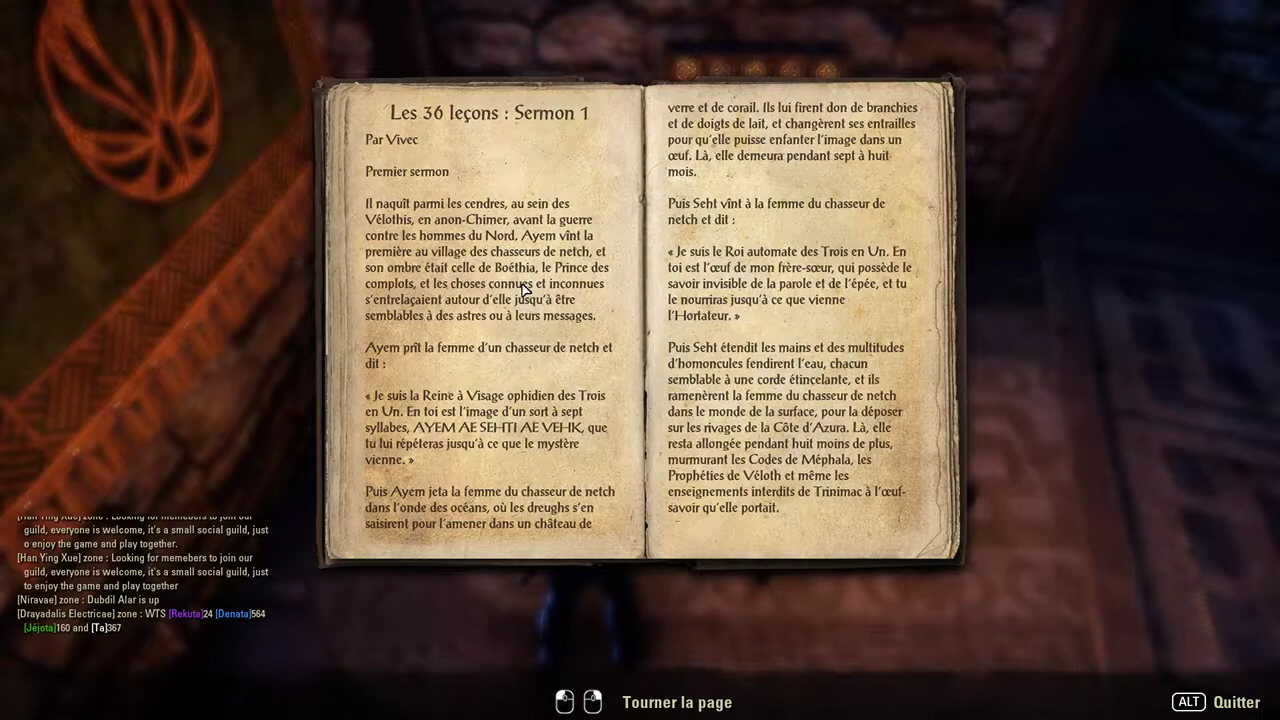 Les 36 leçons : Sermon 1
Par Vivec
Premier sermon
Il naquît parmi les cendres, au sein des
Vélothis, en anon-Chimer, avant la guerre
contre les hommes du Nord. Ayem vînt la
première au village des chasseurs de netch, et
son ombre était celle de Boéthia, le Prince des
complots, et les choses connues et inconnues
s'entrelaçaient autour d'elle jusqu'à être
semblables à des astres ou à leurs messages.
Ayem prît la femme d'un chasseur de netch et
dit :
« Je suis la Reine à Visage ophidien des Trois
en Un. En toi est l'image d'un sort à sept
syllabes, AYEM AE SEHTI AE VEHK, que
tu lui répéteras jusqu'à ce que le mystère
vienne. »
Puis Ayem jeta la femme du chasseur de netch
dans l'onde des océans, où les dreughs s'en
saisirent pour l'amener dans un château de
verre et de corail. Ils lui firent don de branchies
et de doigts de lait, et changèrent ses entrailles
pour qu'elle puisse enfanter l'image dans un
œuf. Là, elle demeura pendant sept à huit
mois.
Puis Seht vînt à la femme du chasseur de
netch et dit :
« Je suis le Roi automate des Trois en Un. En
toi est l'œuf de mon frère-sœur, qui possède le
savoir invisible de la parole et de l'épée, et tu
le nourriras jusqu'à ce que vienne
l'Hortateur. »
Puis Seht étendit les mains et des multitudes
d'homoncules fendirent l'eau, chacun
semblable à une corde étincelante, et ils
ramenèrent la femme du chasseur de netch
dans le monde de la surface, pour la déposer
sur les rivages de la Côte d'Azura. Là, elle
resta allongée pendant huit moins de plus,
murmurant les Codes de Méphala, les
Prophéties de Véloth et même les
enseignements interdits de Trinimac à l'œuf-
savoir qu'elle portait.
[Han Ying Xue] zone : Looking for memebers to join our
guild, everyone is welcome, it's a small social guild, just
o enjoy the game and play together.
[Han Ying Xue] zone : Looking for memebers to join our
guild, everyone is welcome, it's a small social guild, just
to enjoy the game and play together
[Niravae] zone : Dubdil Alar is up
[Drayadalis Electricae] zone : WTS [Rekuta]24 [Denata]564
[Jéjota]160 and [Ta]367
Tourner la page
ALT Quitter